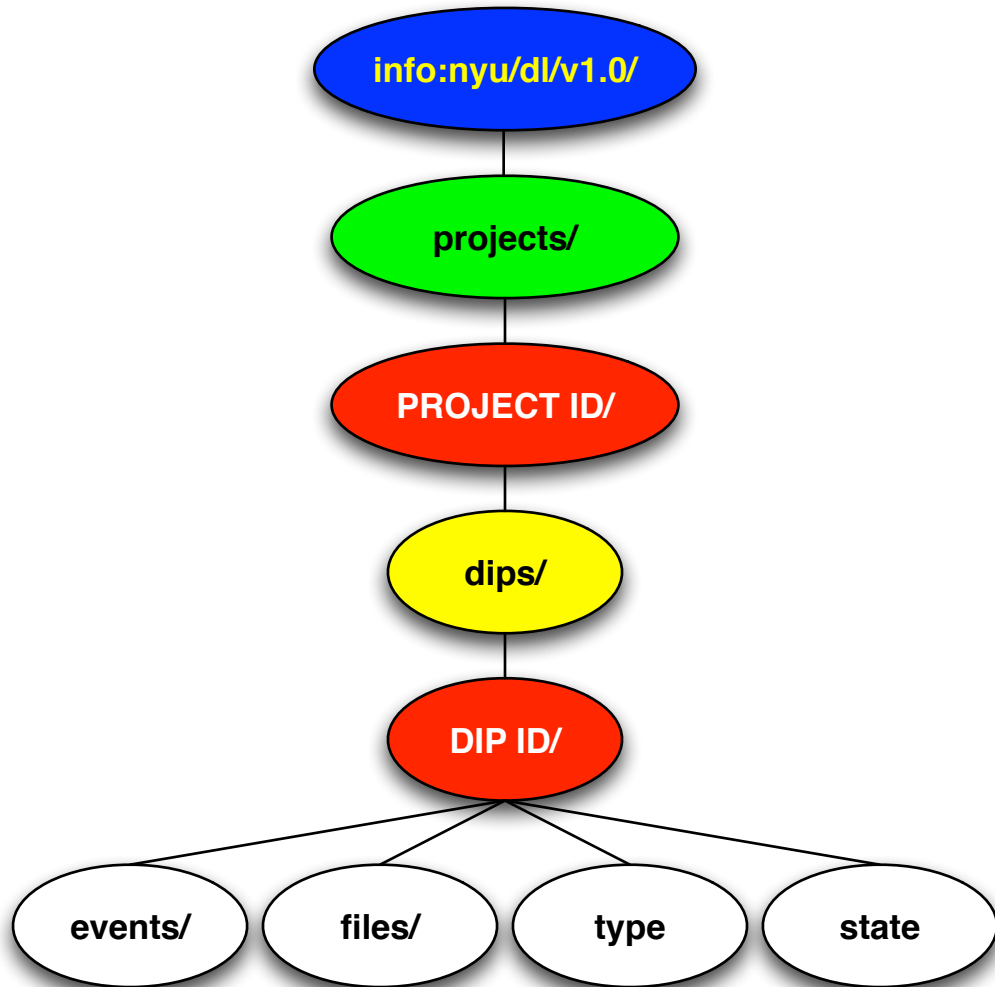 info:nyu/dl/v1.0/
projects/
PROJECT ID/
dips/
DIP ID/
events/
files/
type
state